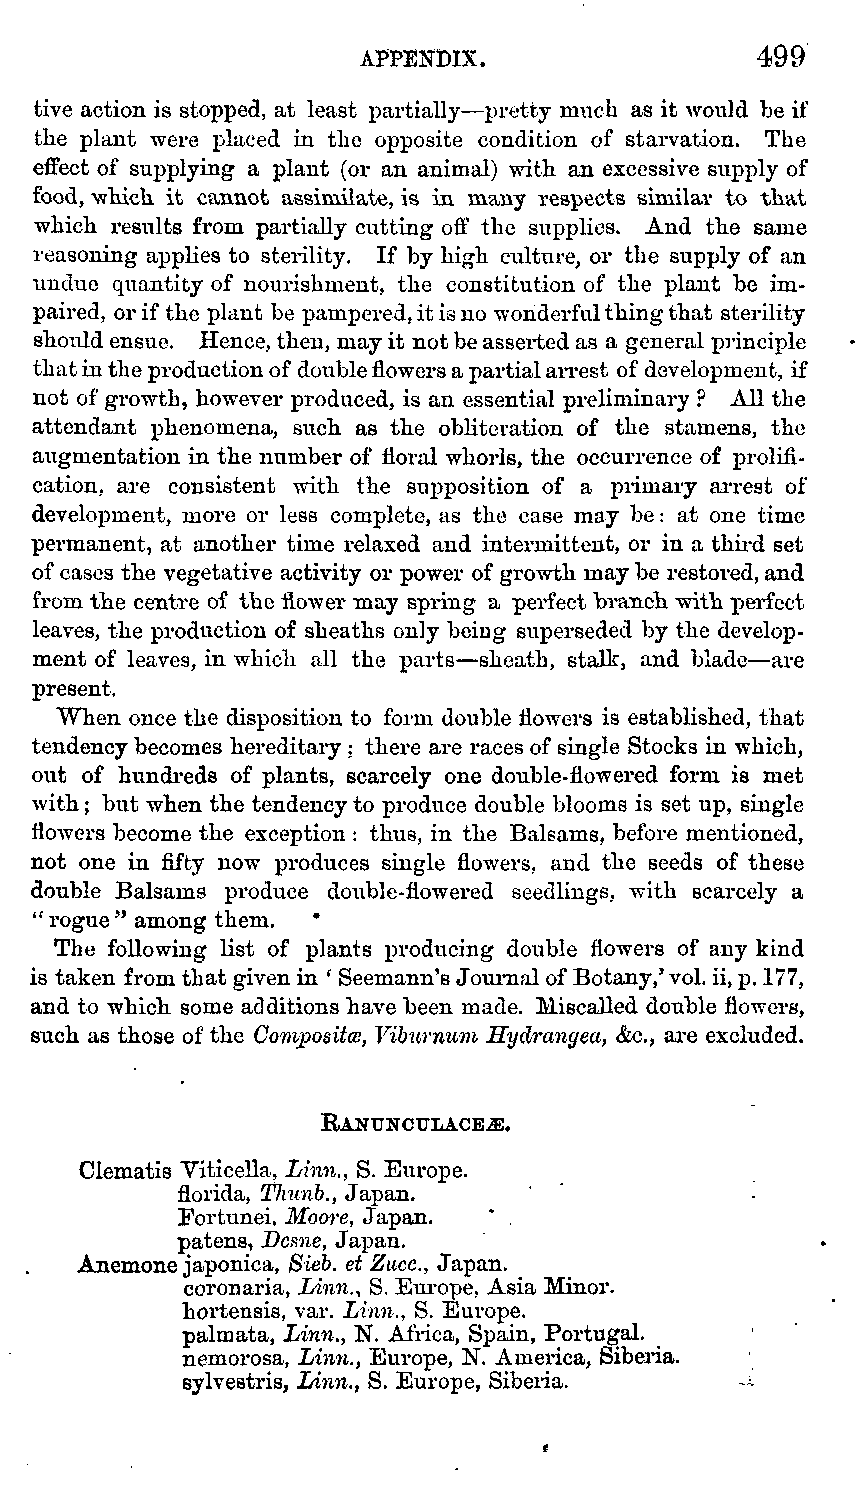 APPENDIX. 499
tive action is stopped, at least partially—pretty much as it would be if
the plant were placed in the opposite condition of starvation. The
effect of supplying a plant (or an animal) with an excessive supply of
food, which it cannot assimilate, is in many respects similar to that
which results from partially cutting off the supplies. And the same
reasoning applies to sterility. If by high culture, or the supply of an
undue quantity of nourishment, the constitution of the plant be im-
paired, or if the plant be pampered, it is no wonderful thing that sterility
should ensue. Hence, then, may it not be asserted as a general principle
that in the production of double flowers a partial arrest of development, if
not of growth, however produced, is an essential preliminary? All the
attendant phenomena, such as the obliteration of the stamens, the
augmentation in the number of floral whorls, the occurrence of prolifi-
cation, are consistent with the supposition of a primary arrest of
development, more or less complete, as the case may be: at one time
permanent, at another time relaxed and intermittent, or in a third set
of cases the vegetative activity or power of growth may be restored, and
from the centre of the flower may spring a perfect branch with perfect
leaves, the production of sheaths only being superseded by the develop-
ment of leaves, in which all the parts—sheath, stalk, and blade—are
present.
When once the disposition to form double flowers is established, that
tendency becomes hereditary; there are races of single Stocks in which,
out of hundreds of plants, scarcely one double-flowered form is met
with; but when the tendency to produce double blooms is set up, single
flowers become the exception: thus, in the Balsams, before mentioned,
not one in fifty now produces single flowers, and the seeds of these
double Balsams produce double-flowered seedlings, with scarcely a
"rogue" among them.
The following list of plants producing double flowers of any kind
is taken from that given in 'Seemann's Journal of Botany,' vol. ii, p. 177,
and to which some additions have been made. Miscalled double flowers,
such as those of the Compositæ, Viburnum Hydrangea, &c., are excluded.
RANUNCULACEÆ.
Clematis Viticella, Linn., S. Europe.
florida, Thunb., Japan.
Fortunei, Moore, Japan.
patens, Desne, Japan.
Anemone japonica, Sieb. et Zucc., Japan.
coronaria, Linn., S. Europe, Asia Minor.
hortensis, var. Linn., S. Europe.
palmata, Linn., N. Africa, Spain, Portugal.
nemorosa, Linn., Europe, N. America, Siberia.
sylvestris, Linn., S. Europe, Siberia.